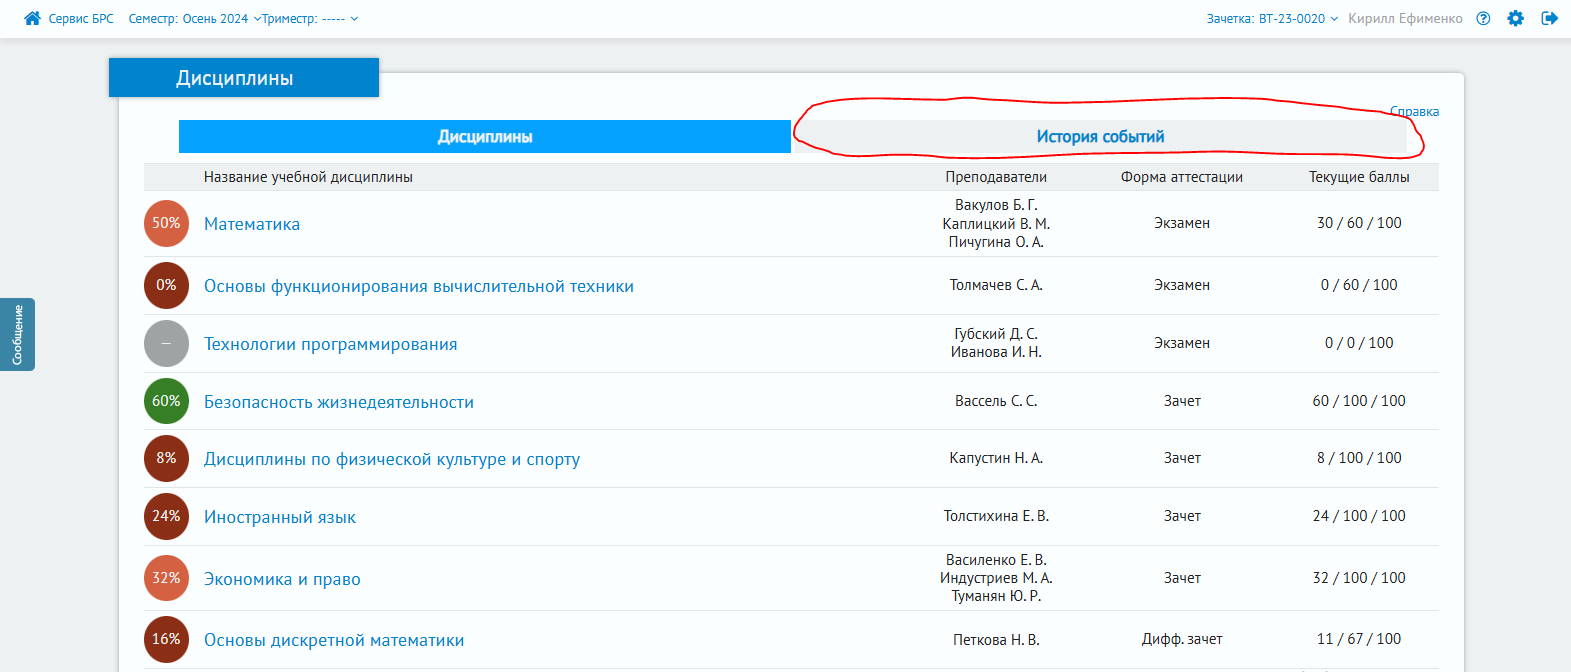 Сервис БРС Семестр: Осень 2024 Триместр: ----- Зачетка: ВТ-23-0020 Кирилл Ефименко
Дисциплины
Справка
Дисциплины История событий
Название учебной дисциплины Преподаватели Форма аттестации Текущие баллы
50% Математика Вакулов Б. Г. Экзамен 30 / 60 / 100
Каплицкий В. М.
Пичугина О. А.
0% Основы функционирования вычислительной техники Толмачев С. А. Экзамен 0 / 60 / 100
— Технологии программирования Губский Д. С. Экзамен 0 / 0 / 100
Иванова И. Н.
60% Безопасность жизнедеятельности Вассель С. С. Зачет 60 / 100 / 100
8% Дисциплины по физической культуре и спорту Капустин Н. А. Зачет 8 / 100 / 100
24% Иностранный язык Толстихина Е. В. Зачет 24 / 100 / 100
32% Экономика и право Василенко Е. В. Зачет 32 / 100 / 100
Индустриев М. А.
Туманян Ю. Р.
16% Основы дискретной математики Петкова Н. В. Дифф. зачет 11 / 67 / 100
Сообщение